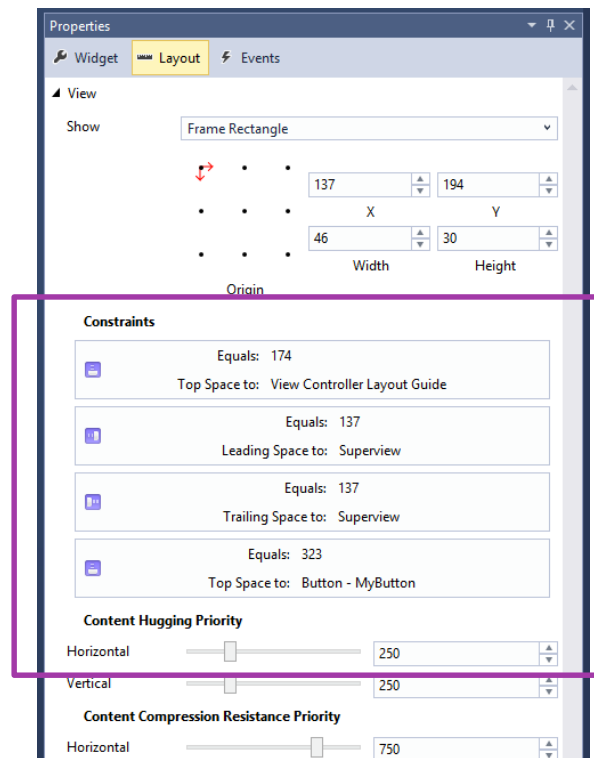 Properties
Widget Layout Events
View
Show Frame Rectangle
137 194
X Y
46 30
Width Height
Origin
Constraints
Equals: 174
Top Space to: View Controller Layout Guide
Equals: 137
Leading Space to: Superview
Equals: 137
Trailing Space to: Superview
Equals: 323
Top Space to: Button - MyButton
Content Hugging Priority
Horizontal 250
Vertical 250
Content Compression Resistance Priority
Horizontal 750